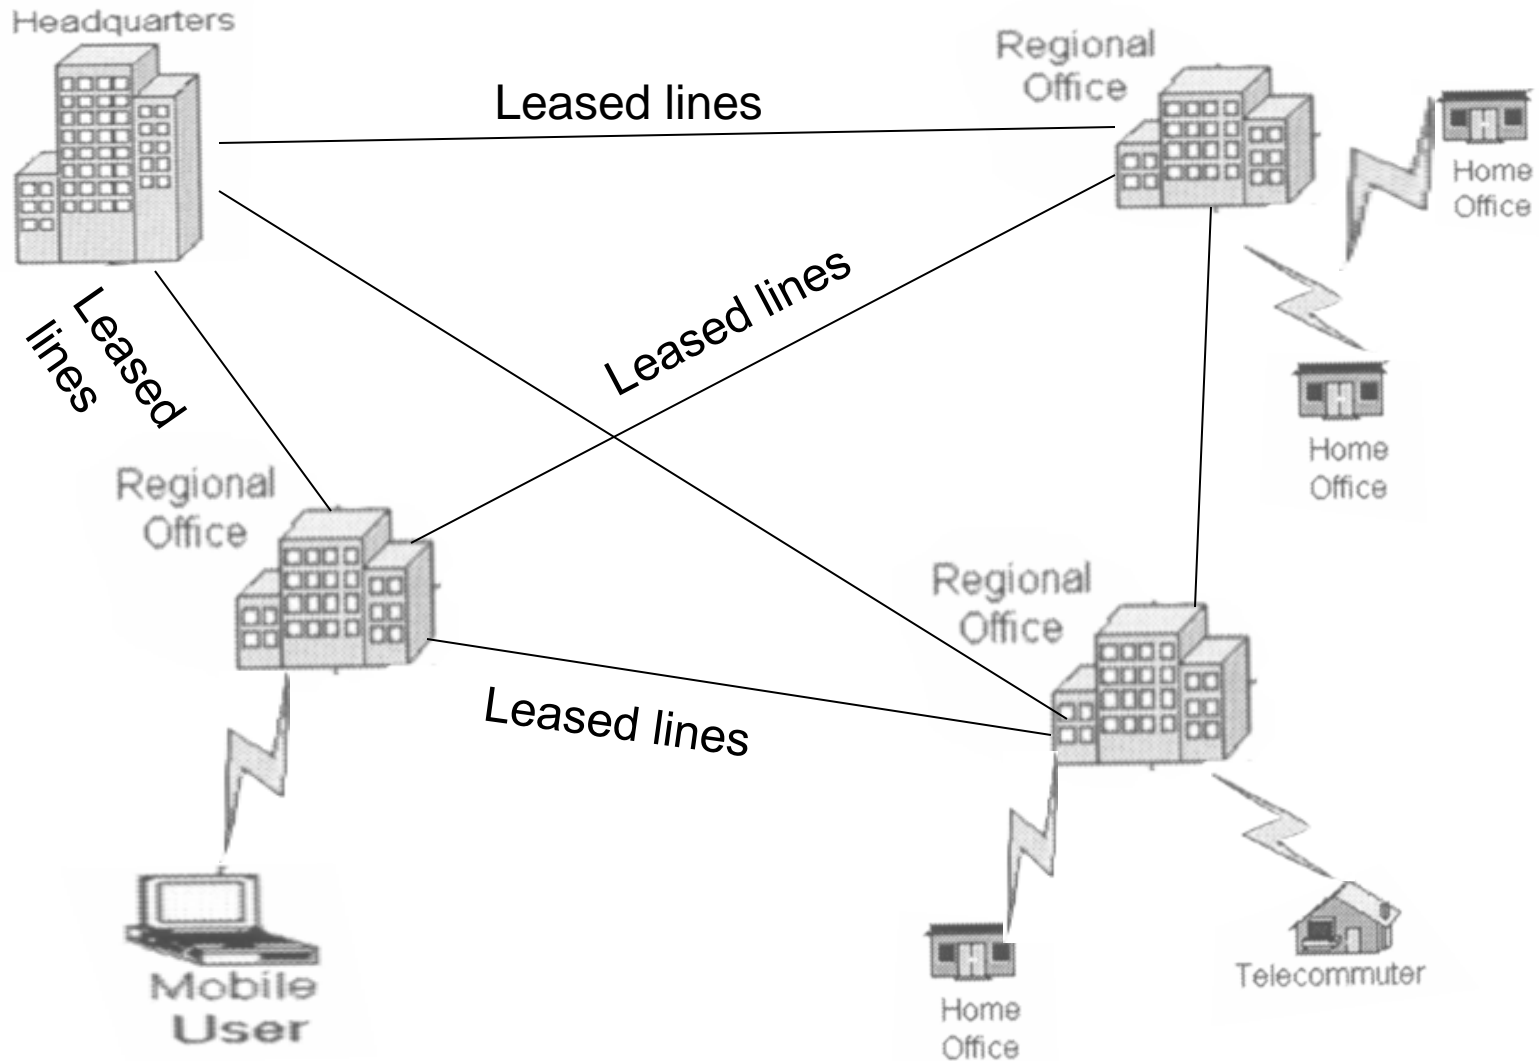 Headquarters
Leased lines
Regional
Office
Home
Office
Leased lines
Leased
lines
Home
Office
Regional
Office
Regional
Office
Leased lines
Mobile
User
Telecommuter
Home
Office